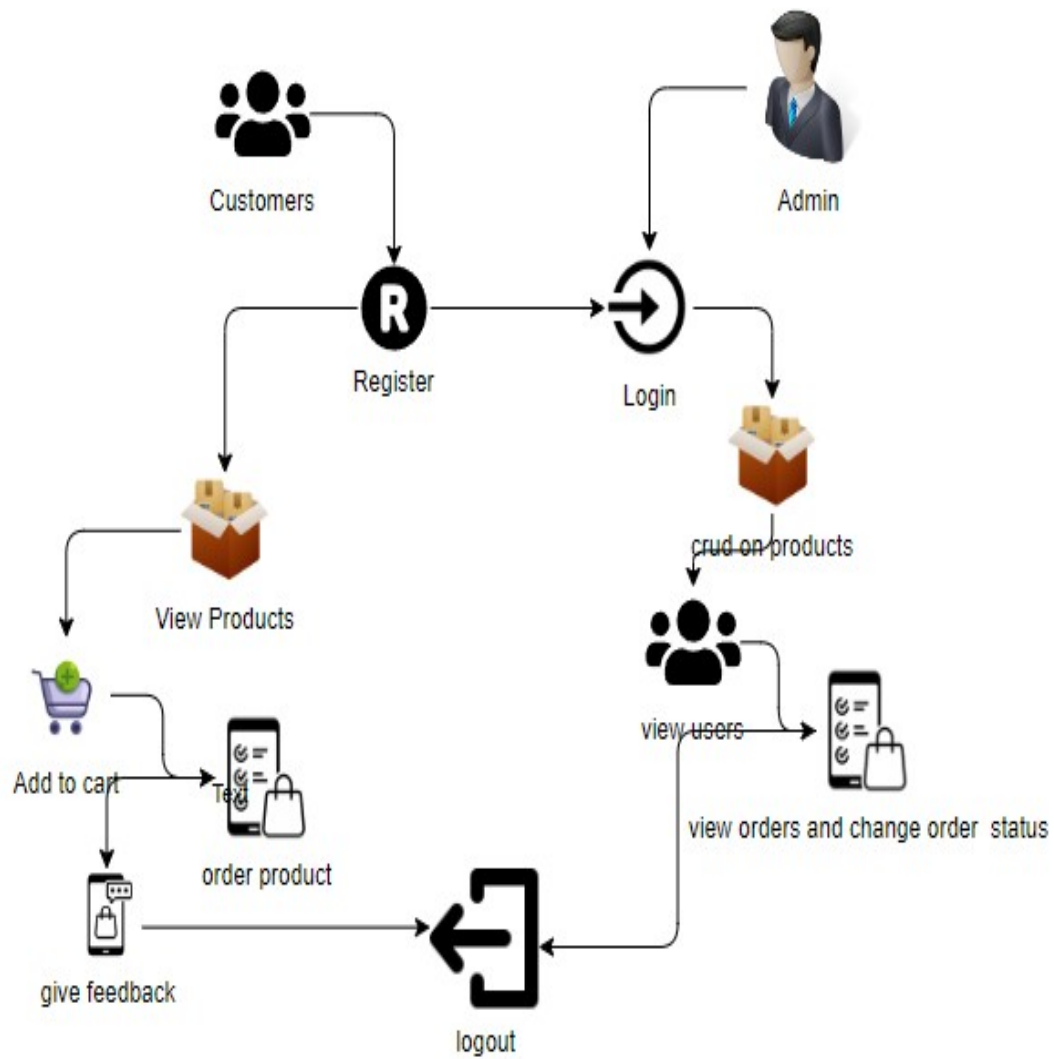 Customers
Admin
R
Register
Login
crud on products
View Products
view users
Add to cart
Text
view orders and change order status
order product
give feedback
logout